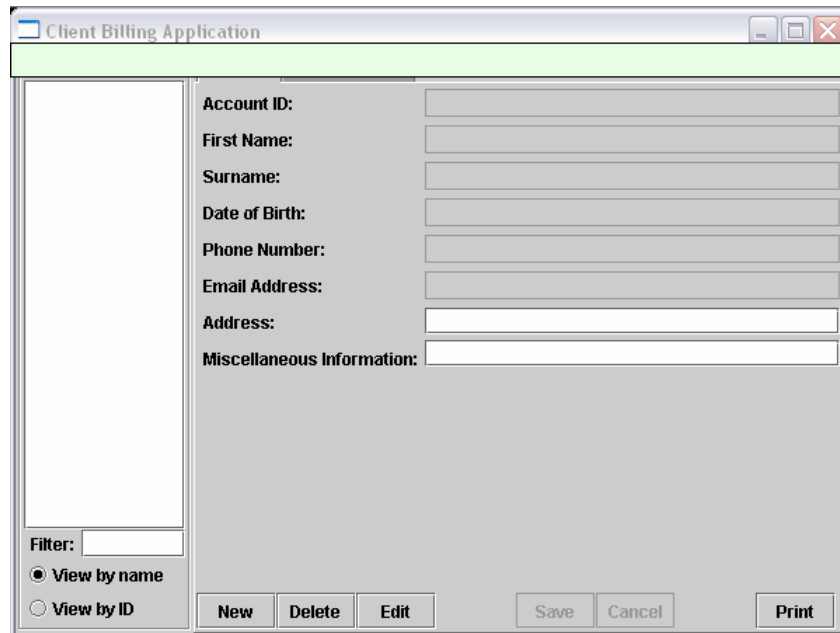 Client Billing Application
Account ID:
First Name:
Surname:
Date of Birth:
Phone Number:
Email Address:
Address:
Miscellaneous Information:
Filter:
View by name
View by ID
New Delete Edit Save Cancel Print